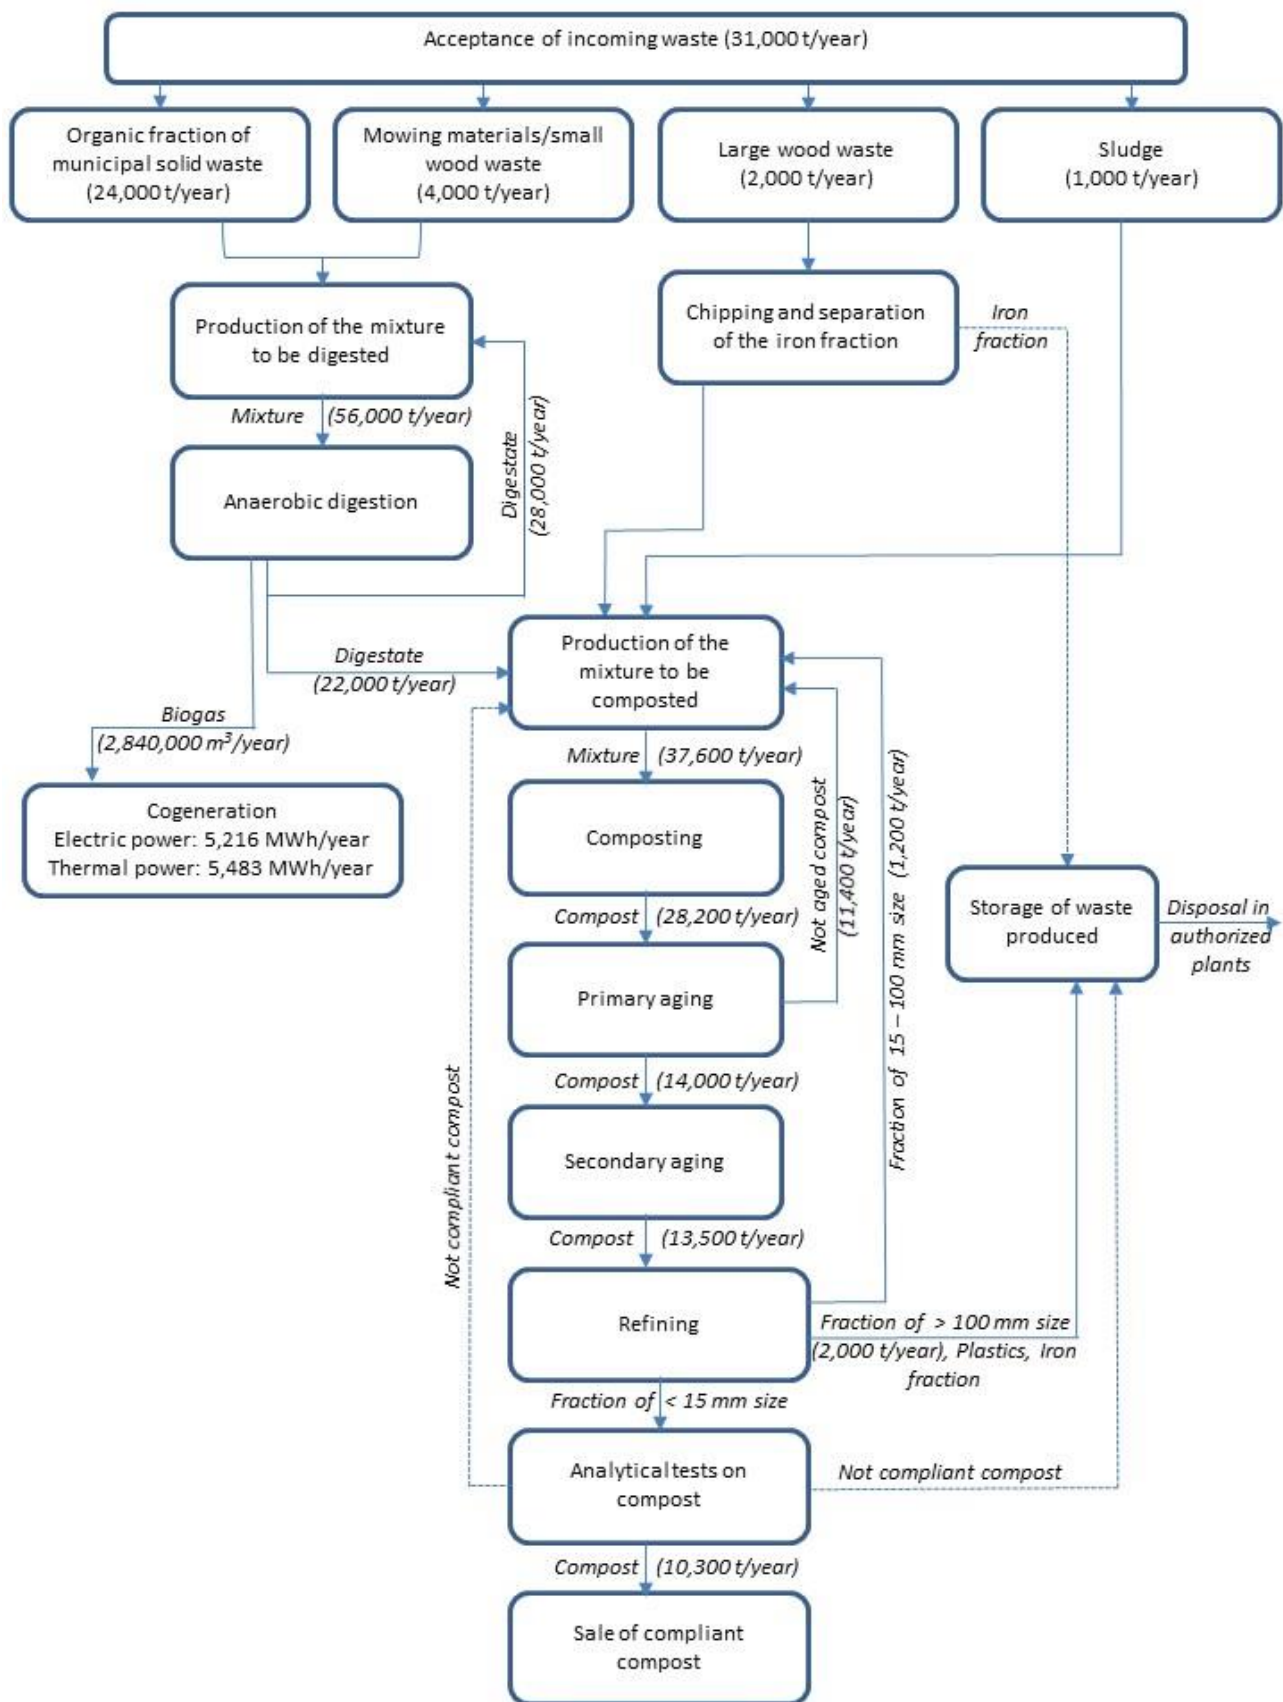 Acceptance of incoming waste (31,000 t/year)
Organic fraction of
municipal solid waste
(24,000 t/year)
Mowing materials/small
wood waste
(4,000 t/year)
Large wood waste
(2,000 t/year)
Sludge
(1,000 t/year)
Production of the mixture
to be digested
Chipping and separation
of the iron fraction
Iron
fraction
Mixture (56,000 t/year)
Digestate
(28,000 t/year)
Anaerobic digestion
Production of the
mixture to be
composted
Digestate
(22,000 t/year)
Biogas
(2,840,000 m³/year)
Cogeneration
Electric power: 5,216 MWh/year
Thermal power: 5,483 MWh/year
Mixture (37,600 t/year)
Composting
Not aged compost
(11,400 t/year)
Fraction of 15 – 100 mm size (1,200 t/year)
Compost (28,200 t/year)
Storage of waste
produced
Disposal in
authorized
plants
Primary aging
Compost (14,000 t/year)
Not compliant compost
Secondary aging
Compost (13,500 t/year)
Refining
Fraction of > 100 mm size
(2,000 t/year), Plastics, Iron
fraction
Fraction of < 15 mm size
Analytical tests on
compost
Not compliant compost
Compost (10,300 t/year)
Sale of compliant
compost